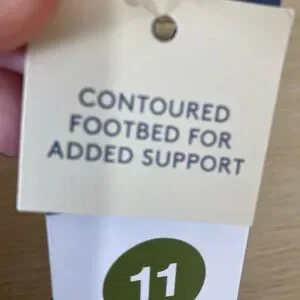 CONTOURED
FOOTBED FOR
ADDED SUPPORT
11